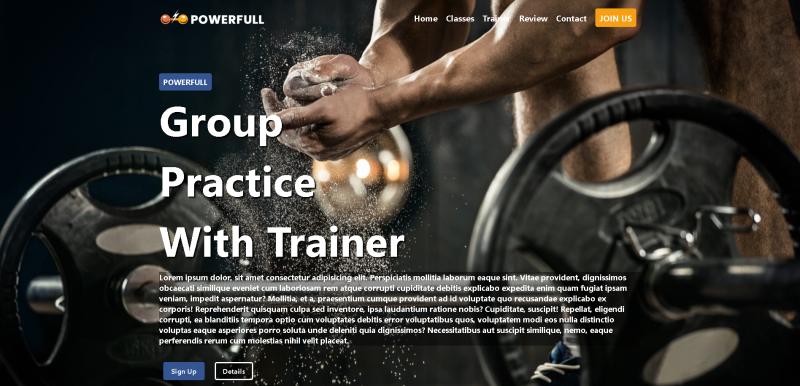 POWERFULL
Home Classes Trainer Review Contact JOIN US
POWERFULL
Group
Practice
With Trainer
Lorem ipsum dolor, sit amet consectetur adipisicing elit. Perspiciatis mollitia laborum eaque sint. Vitae provident, dignissimos
obcaecati similique eveniet cum laboriosam rem atque corrupti cupiditate debitis explicabo expedita enim quam fugiat ipsam
veniam, impedit aspernatur? Mollitia, et a, praesentium cumque provident ad id voluptate quo recusandae explicabo ex
corporis! Reprehenderit quisquam culpa sed inventore, ipsa laudantium ratione nobis? Cupiditate, suscipit! Repellat, eligendi
corrupti, ea blanditiis tempora optio cum voluptates debitis error voluptatibus quos, voluptatem modi eos nulla distinctio
voluptas eaque asperiores porro soluta unde deleniti quia dignissimos? Necessitatibus aut suscipit similique, nemo, eaque
perferendis rerum cum molestias nihil velit placeat.
Sign Up Details